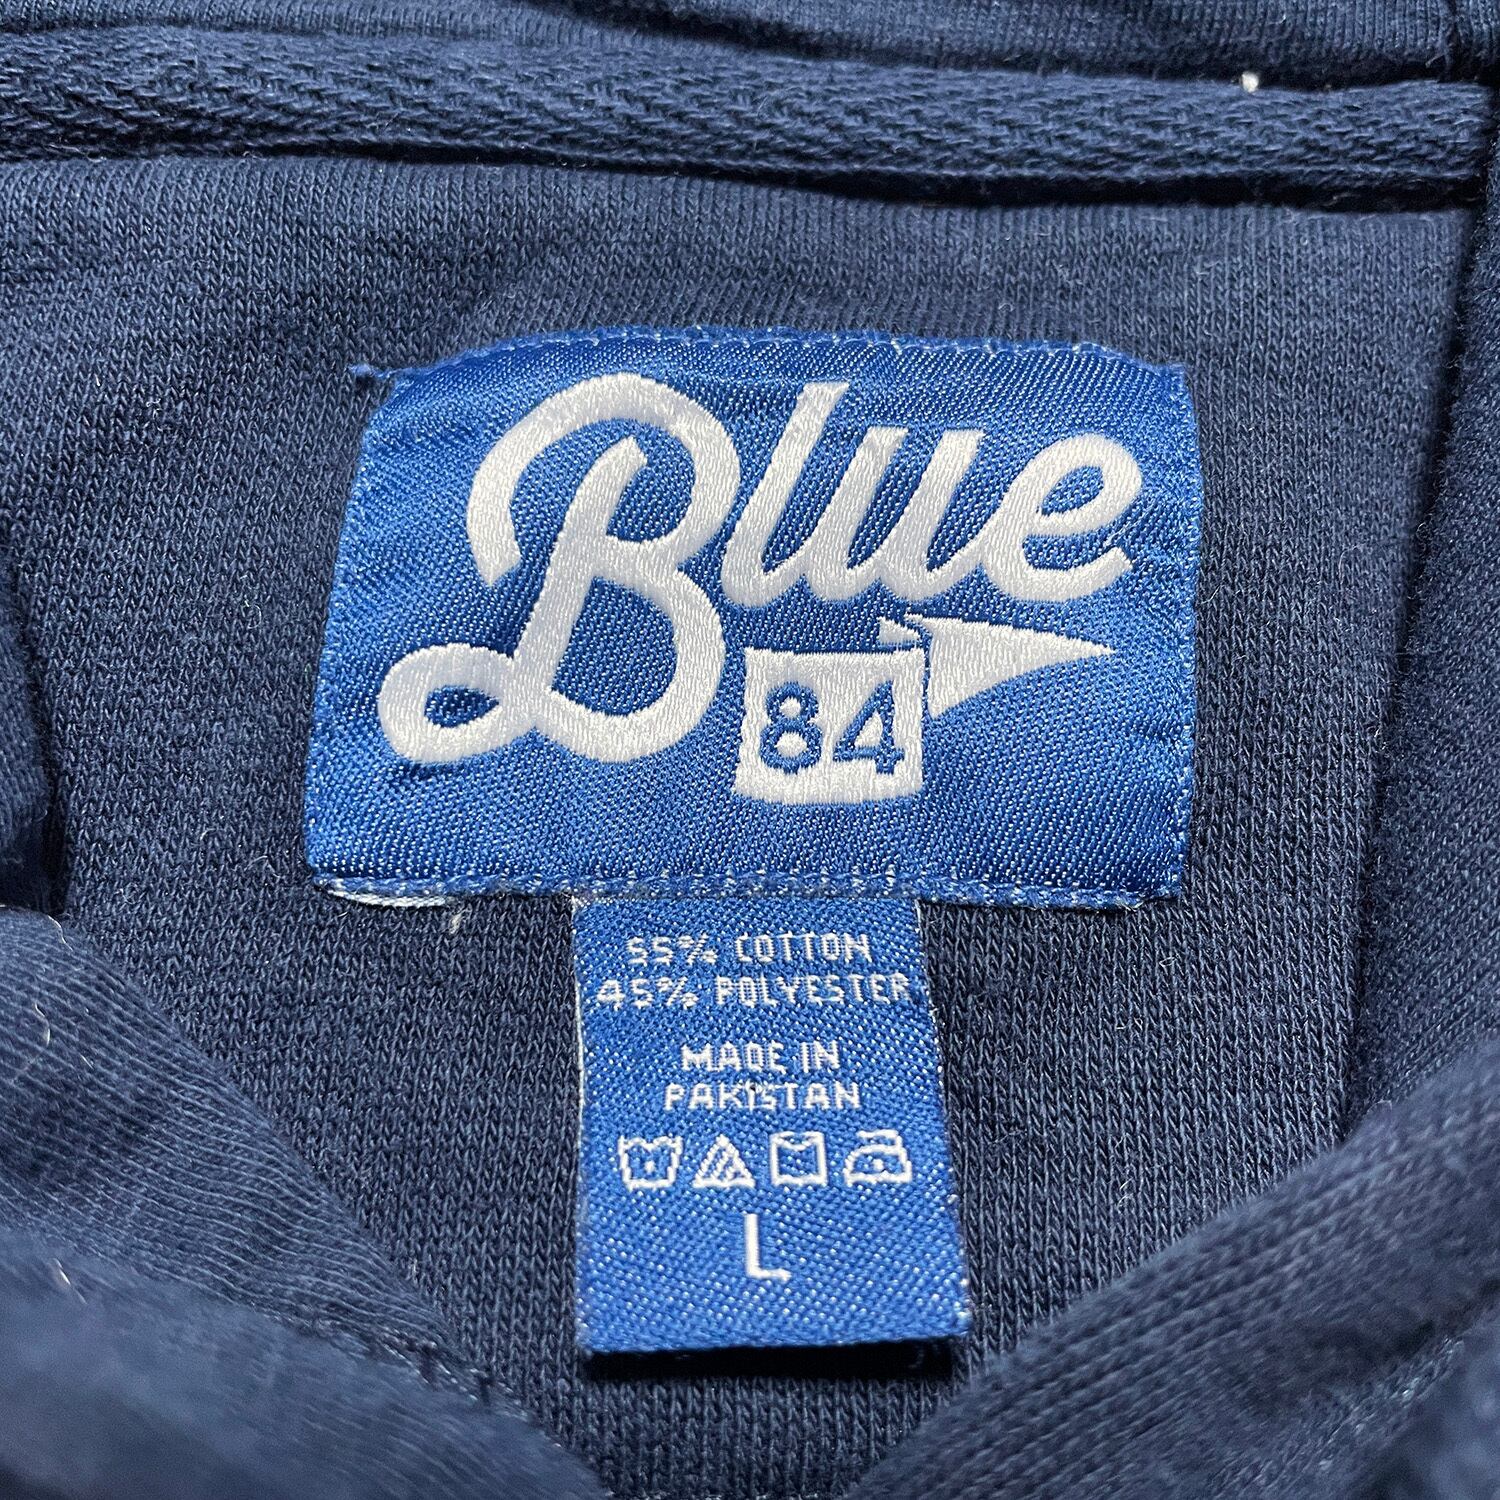 Blue
84
55% COTTON
45% POLYESTER
MADE IN
PAKISTAN
L